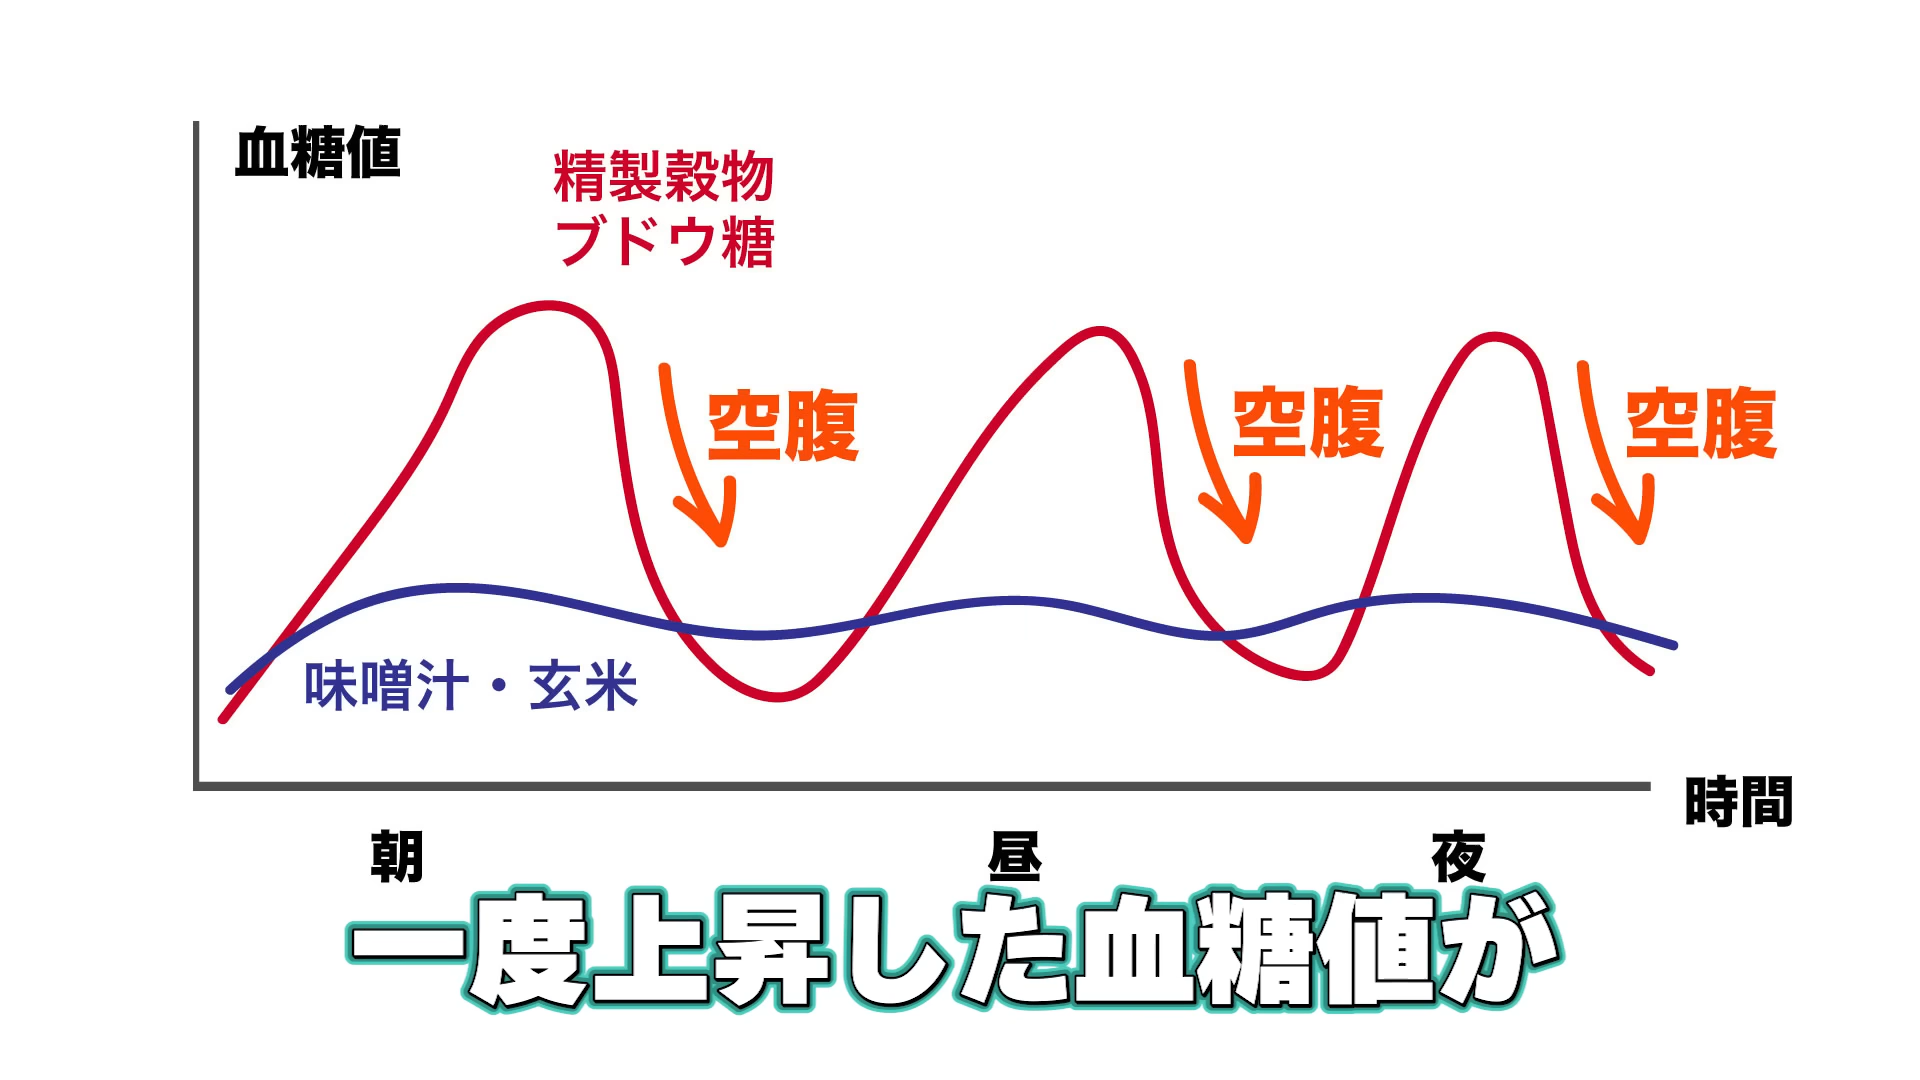 血糖値
精製穀物
ブドウ糖
空腹
空腹
空腹
味噌汁・玄米
時間
朝
昼
夜
一度上昇した血糖値が